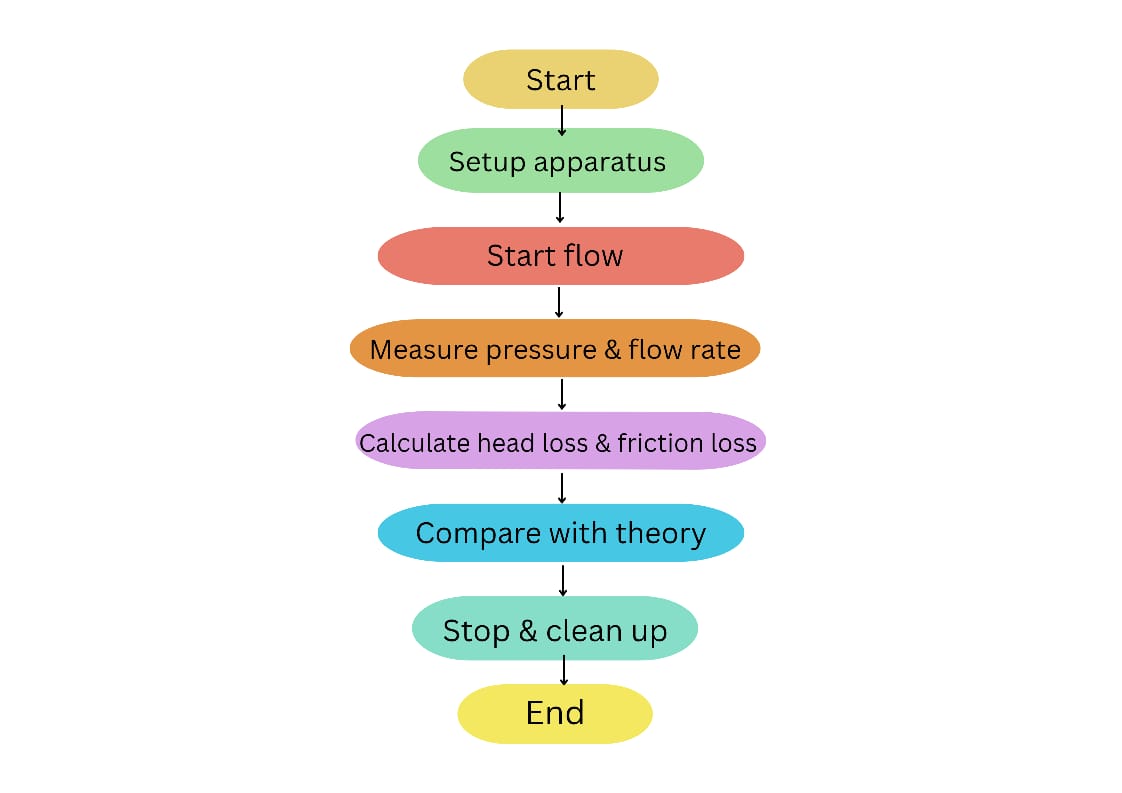 Start
Setup apparatus
Start flow
Measure pressure & flow rate
Calculate head loss & friction loss
Compare with theory
Stop & clean up
End